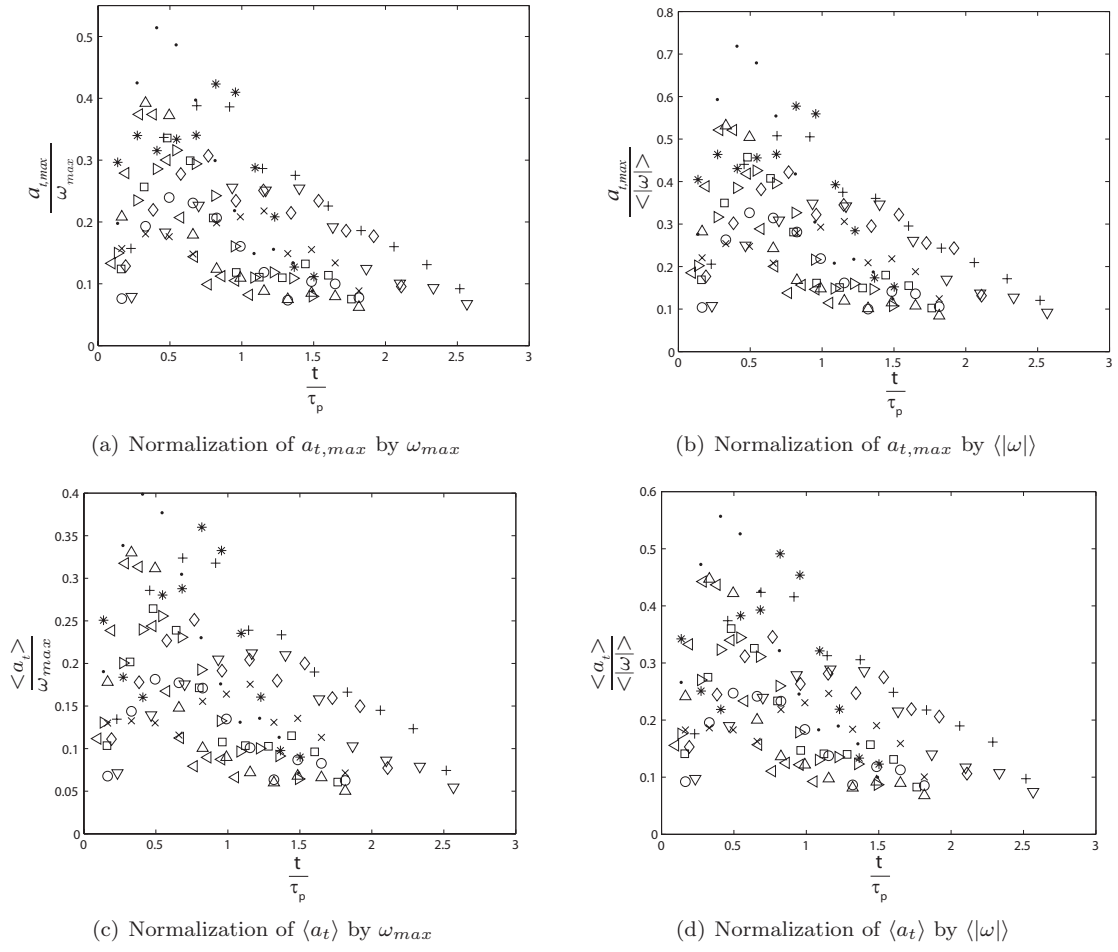 0.5
0.4
0.3
0.2
0.1
0
0 0.5 1 1.5 2 2.5 3
a_{t,max}
ω_{max}
t
τ_p
(a) Normalization of a_{t,max} by ω_{max}
0.8
0.7
0.6
0.5
0.4
0.3
0.2
0.1
0
0 0.5 1 1.5 2 2.5 3
a_{t,max}
<|ω|>
t
τ_p
(b) Normalization of a_{t,max} by ⟨|ω|⟩
0.4
0.35
0.3
0.25
0.2
0.15
0.1
0.05
0
0 0.5 1 1.5 2 2.5 3
<a_t>
ω_{max}
t
τ_p
(c) Normalization of ⟨a_t⟩ by ω_{max}
0.6
0.5
0.4
0.3
0.2
0.1
0
0 0.5 1 1.5 2 2.5 3
<a_t>
<|ω|>
t
τ_p
(d) Normalization of ⟨a_t⟩ by ⟨|ω|⟩